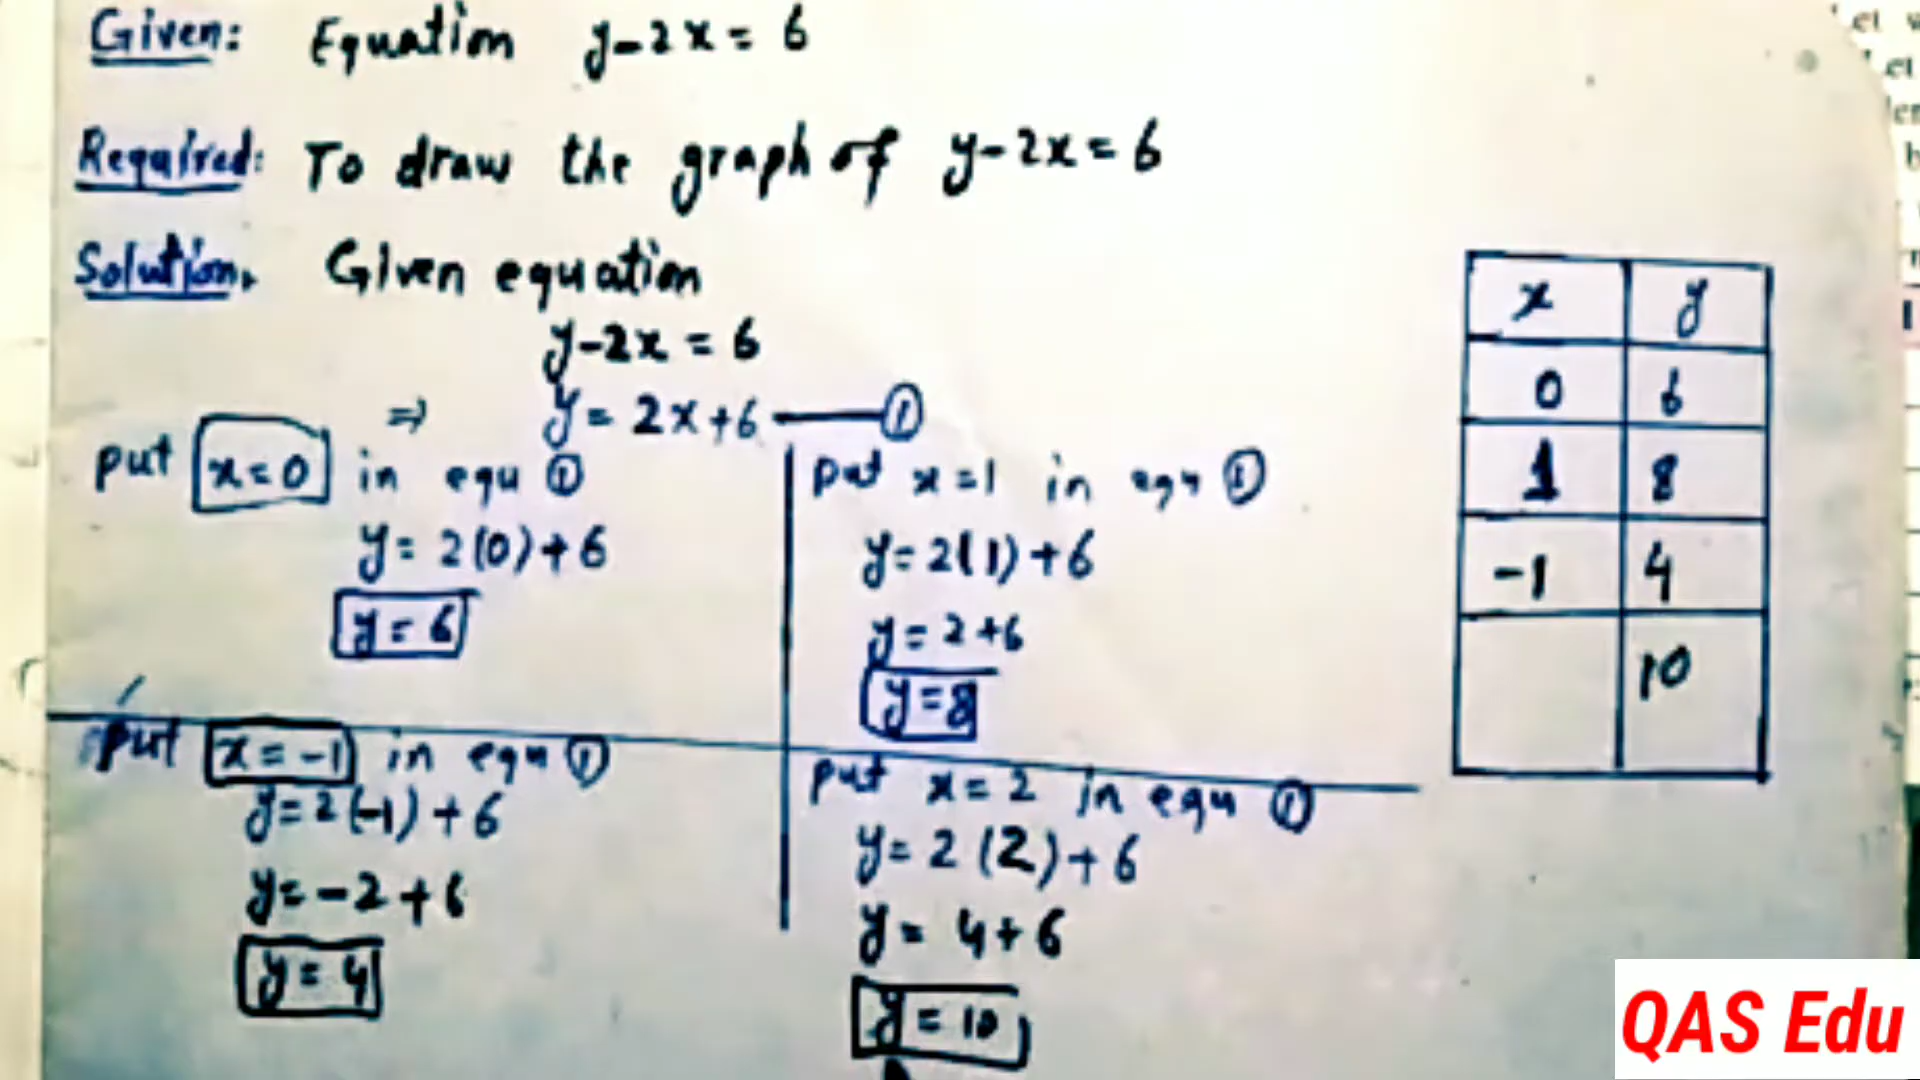 Given: Equation y-2x = 6
Required: To draw the graph of y-2x = 6
Solution. Given equation
y-2x = 6
⇒ y = 2x+6 — ①
put x=0 in equ ①
y = 2(0)+6
y = 6
put x=1 in equ ①
y = 2(1)+6
y = 2+6
y=8
put x=-1 in equ ①
y=2(-1)+6
y=-2+6
y = 4
put x=2 in equ ①
y= 2(2)+6
y= 4+6
y = 10
x y
0 6
1 8
-1 4
10
QAS Edu